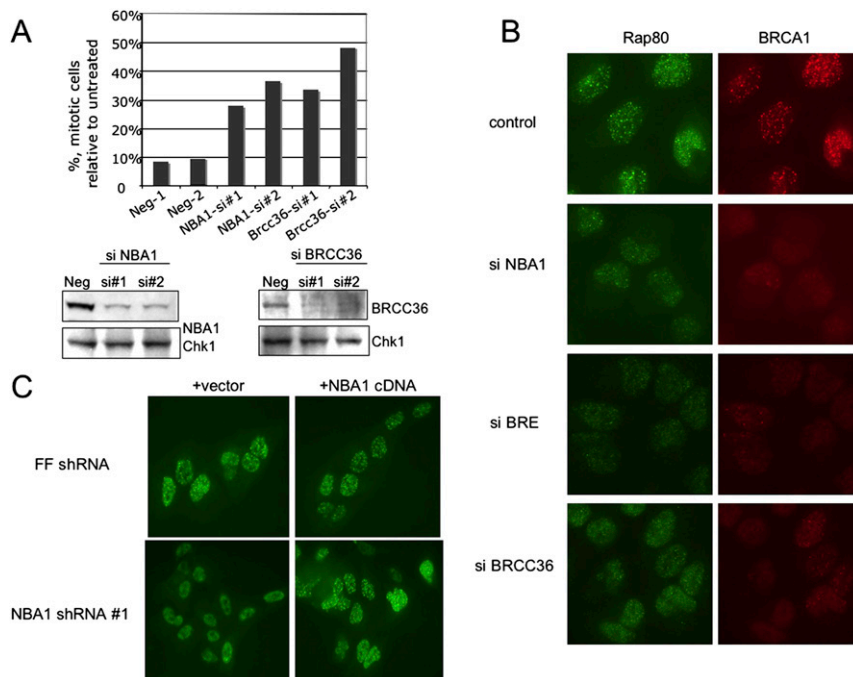 A
60%
50%
40%
30%
20%
10%
0
%, mitotic cells
relative to untreated
Neg-1
Neg-2
NBA1-si#1
NBA1-si#2
Brcc36-si#1
Brcc36-si#2
si NBA1
Neg si#1 si#2
NBA1
Chk1
si BRCC36
Neg si#1 si#2
BRCC36
Chk1
B
Rap80 BRCA1
control
si NBA1
si BRE
si BRCC36
C
+vector +NBA1 cDNA
FF shRNA
NBA1 shRNA #1